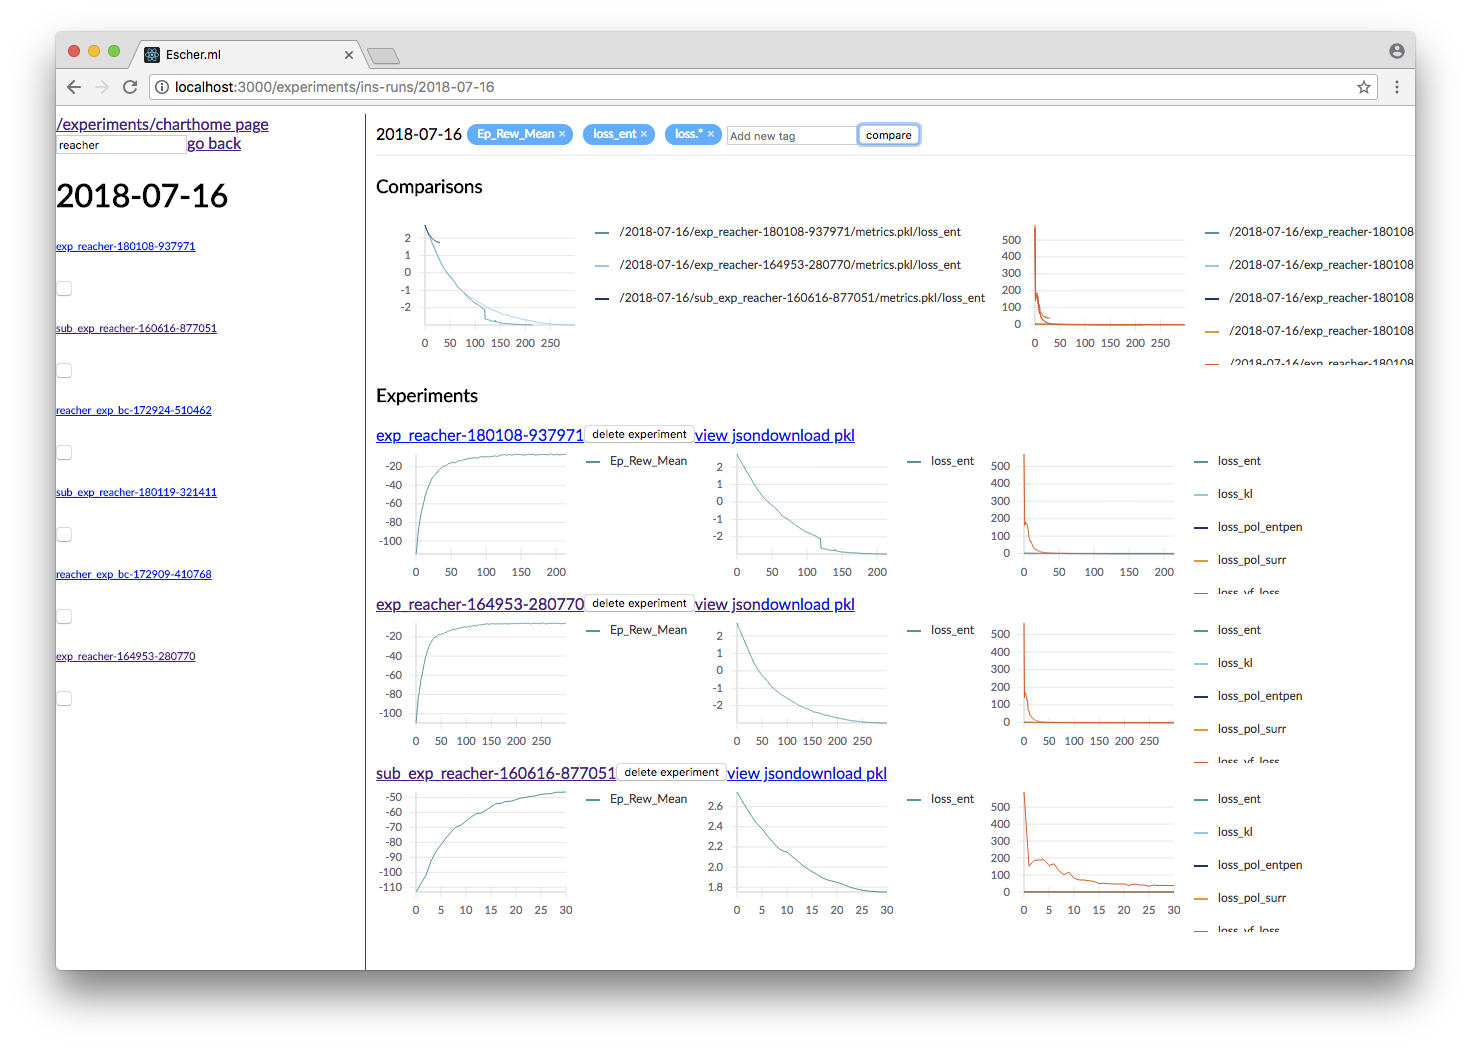 Escher.ml
localhost:3000/experiments/ins-runs/2018-07-16
/experiments/charthome page
reacher go back
2018-07-16
exp_reacher-180108-937971
sub_exp_reacher-160616-877051
reacher_exp_bc-172924-510462
sub_exp_reacher-180119-321411
reacher_exp_bc-172909-410768
exp_reacher-164953-280770
2018-07-16 Ep_Rew_Mean × loss_ent × loss.* × Add new tag compare
Comparisons
2
1
0
-1
-2
0 50 100 150 200 250
/2018-07-16/exp_reacher-180108-937971/metrics.pkl/loss_ent
/2018-07-16/exp_reacher-164953-280770/metrics.pkl/loss_ent
/2018-07-16/sub_exp_reacher-160616-877051/metrics.pkl/loss_ent
500
400
300
200
100
0
0 50 100 150 200 250
/2018-07-16/exp_reacher-180108
/2018-07-16/exp_reacher-180108
/2018-07-16/exp_reacher-180108
/2018-07-16/exp_reacher-180108
/2018-07-16/exp_reacher-180108
Experiments
exp_reacher-180108-937971 delete experiment view jsondownload pkl
-20
-40
-60
-80
-100
0 50 100 150 200
Ep_Rew_Mean
2
1
0
-1
-2
0 50 100 150 200
loss_ent
500
400
300
200
100
0
0 50 100 150 200
loss_ent
loss_kl
loss_pol_entpen
loss_pol_surr
loss_vf_loss
exp_reacher-164953-280770 delete experiment view jsondownload pkl
-20
-40
-60
-80
-100
0 50 100 150 200 250
Ep_Rew_Mean
2
1
0
-1
-2
0 50 100 150 200 250
loss_ent
500
400
300
200
100
0
0 50 100 150 200 250
loss_ent
loss_kl
loss_pol_entpen
loss_pol_surr
loss_vf_loss
sub_exp_reacher-160616-877051 delete experiment view jsondownload pkl
-50
-60
-70
-80
-90
-100
-110
0 5 10 15 20 25 30
Ep_Rew_Mean
2.6
2.4
2.2
2.0
1.8
0 5 10 15 20 25 30
loss_ent
500
400
300
200
100
0
0 5 10 15 20 25 30
loss_ent
loss_kl
loss_pol_entpen
loss_pol_surr
loss_vf_loss